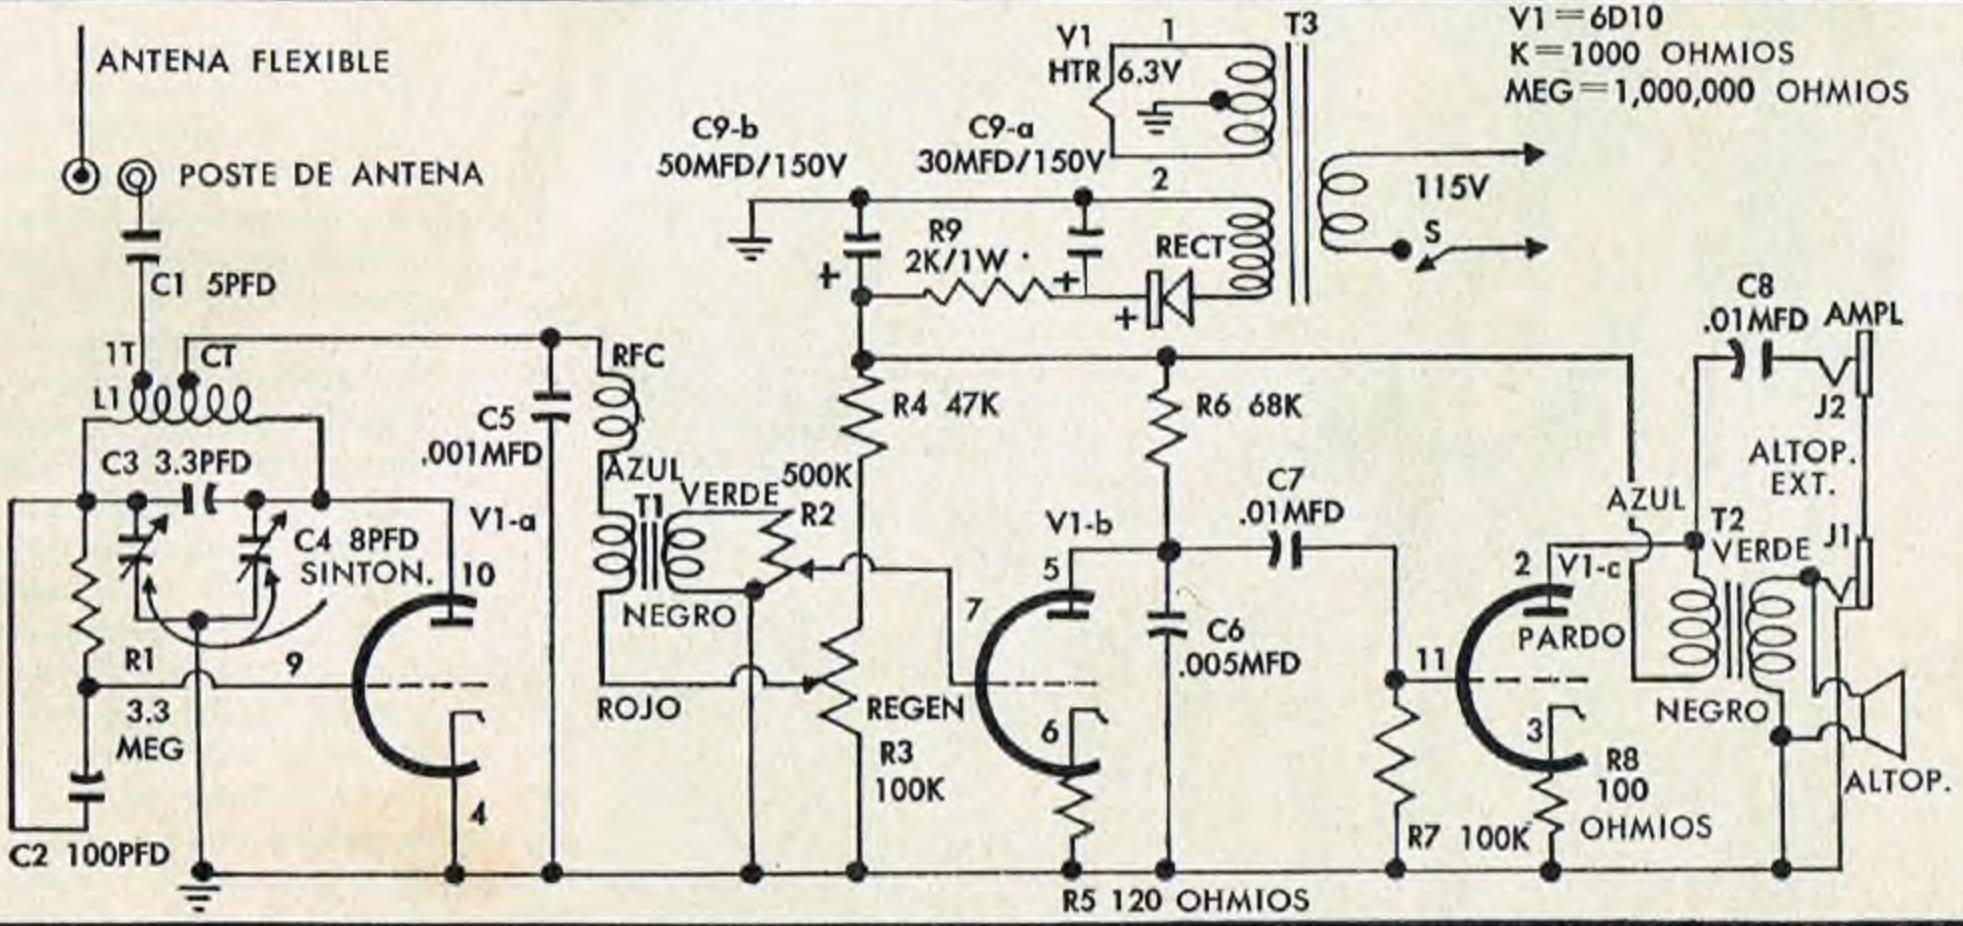 V1=6D10
K=1000 OHMIOS
MEG=1,000,000 OHMIOS
ANTENA FLEXIBLE
POSTE DE ANTENA
C1 5PFD
1T
CT
L1
C3 3.3PFD
C4 8PFD
SINTON.
R1
3.3
MEG
C2 100PFD
9
V1-a
10
4
C5
.001MFD
RFC
AZUL
T1
VERDE
500K
R2
NEGRO
ROJO
V1
HTR
6.3V
1
2
T3
115V
S
C9-b
50MFD/150V
C9-a
30MFD/150V
R9
2K/1W
RECT
+
+
+
R4 47K
R6 68K
REGEN
R3
100K
V1-b
5
7
6
R5 120 OHMIOS
C7
.01MFD
C6
.005MFD
11
R7 100K
2
V1-c
PARDO
3
R8
100
OHMIOS
AZUL
T2
VERDE
NEGRO
C8
.01MFD
AMPL
J2
ALTOP.
EXT.
J1
ALTOP.